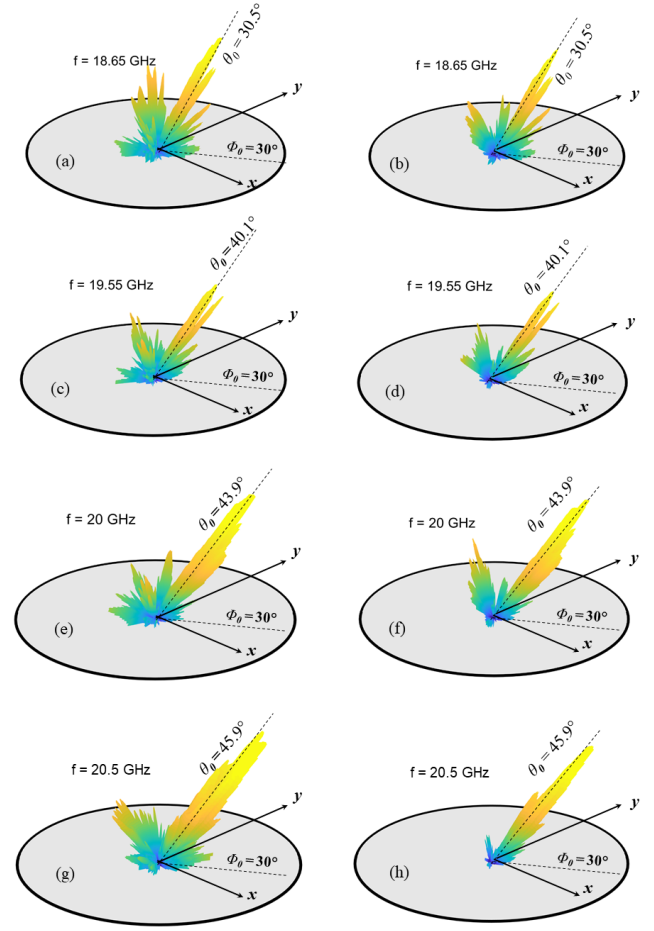 θ₀ = 30.5°
f = 18.65 GHz
y
(a)
Φ₀ = 30°
x
θ₀ = 30.5°
f = 18.65 GHz
y
(b)
Φ₀ = 30°
x
θ₀ = 40.1°
f = 19.55 GHz
y
(c)
Φ₀ = 30°
x
θ₀ = 40.1°
f = 19.55 GHz
y
(d)
Φ₀ = 30°
x
θ₀ = 43.9°
f = 20 GHz
y
(e)
Φ₀ = 30°
x
θ₀ = 43.9°
f = 20 GHz
y
(f)
Φ₀ = 30°
x
θ₀ = 45.9°
f = 20.5 GHz
y
(g)
Φ₀ = 30°
x
θ₀ = 45.9°
f = 20.5 GHz
y
(h)
Φ₀ = 30°
x